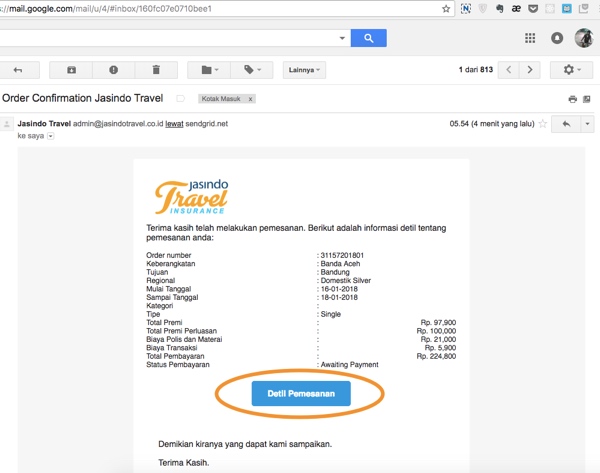 ://mail.google.com/mail/u/4/#inbox/160fc07e0710bee1
Lainnya
1 dari 813
Order Confirmation Jasindo Travel
Kotak Masuk x
Jasindo Travel admin@jasindotravel.co.id lewat sendgrid.net
05.54 (4 menit yang lalu)
ke saya
jasindo
Travel
INSURANCE
Terima kasih telah melakukan pemesanan. Berikut adalah informasi detil tentang
pemesanan anda:
Order number : 31157201801
Keberangkatan : Banda Aceh
Tujuan : Bandung
Regional : Domestik Silver
Mulai Tanggal : 16-01-2018
Sampai Tanggal : 18-01-2018
Kategori :
Tipe : Single
Total Premi : Rp. 97,900
Total Premi Perluasan : Rp. 100,000
Biaya Polis dan Materai : Rp. 21,000
Biaya Transaksi : Rp. 5,900
Total Pembayaran : Rp. 224,800
Status Pembayaran : Awaiting Payment
Detil Pemesanan
Demikian kiranya yang dapat kami sampaikan.
Terima Kasih.